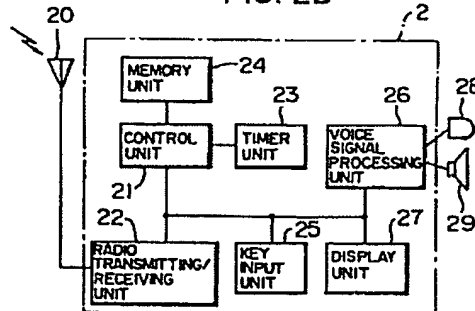 FIG. 2B
20
2
MEMORY
UNIT
24
23
26
28
CONTROL
UNIT
TIMER
UNIT
VOICE
SIGNAL
PROCESSING
UNIT
21
29
22
25
27
RADIO
TRANSMITTING/
RECEIVING
UNIT
KEY
INPUT
UNIT
DISPLAY
UNIT